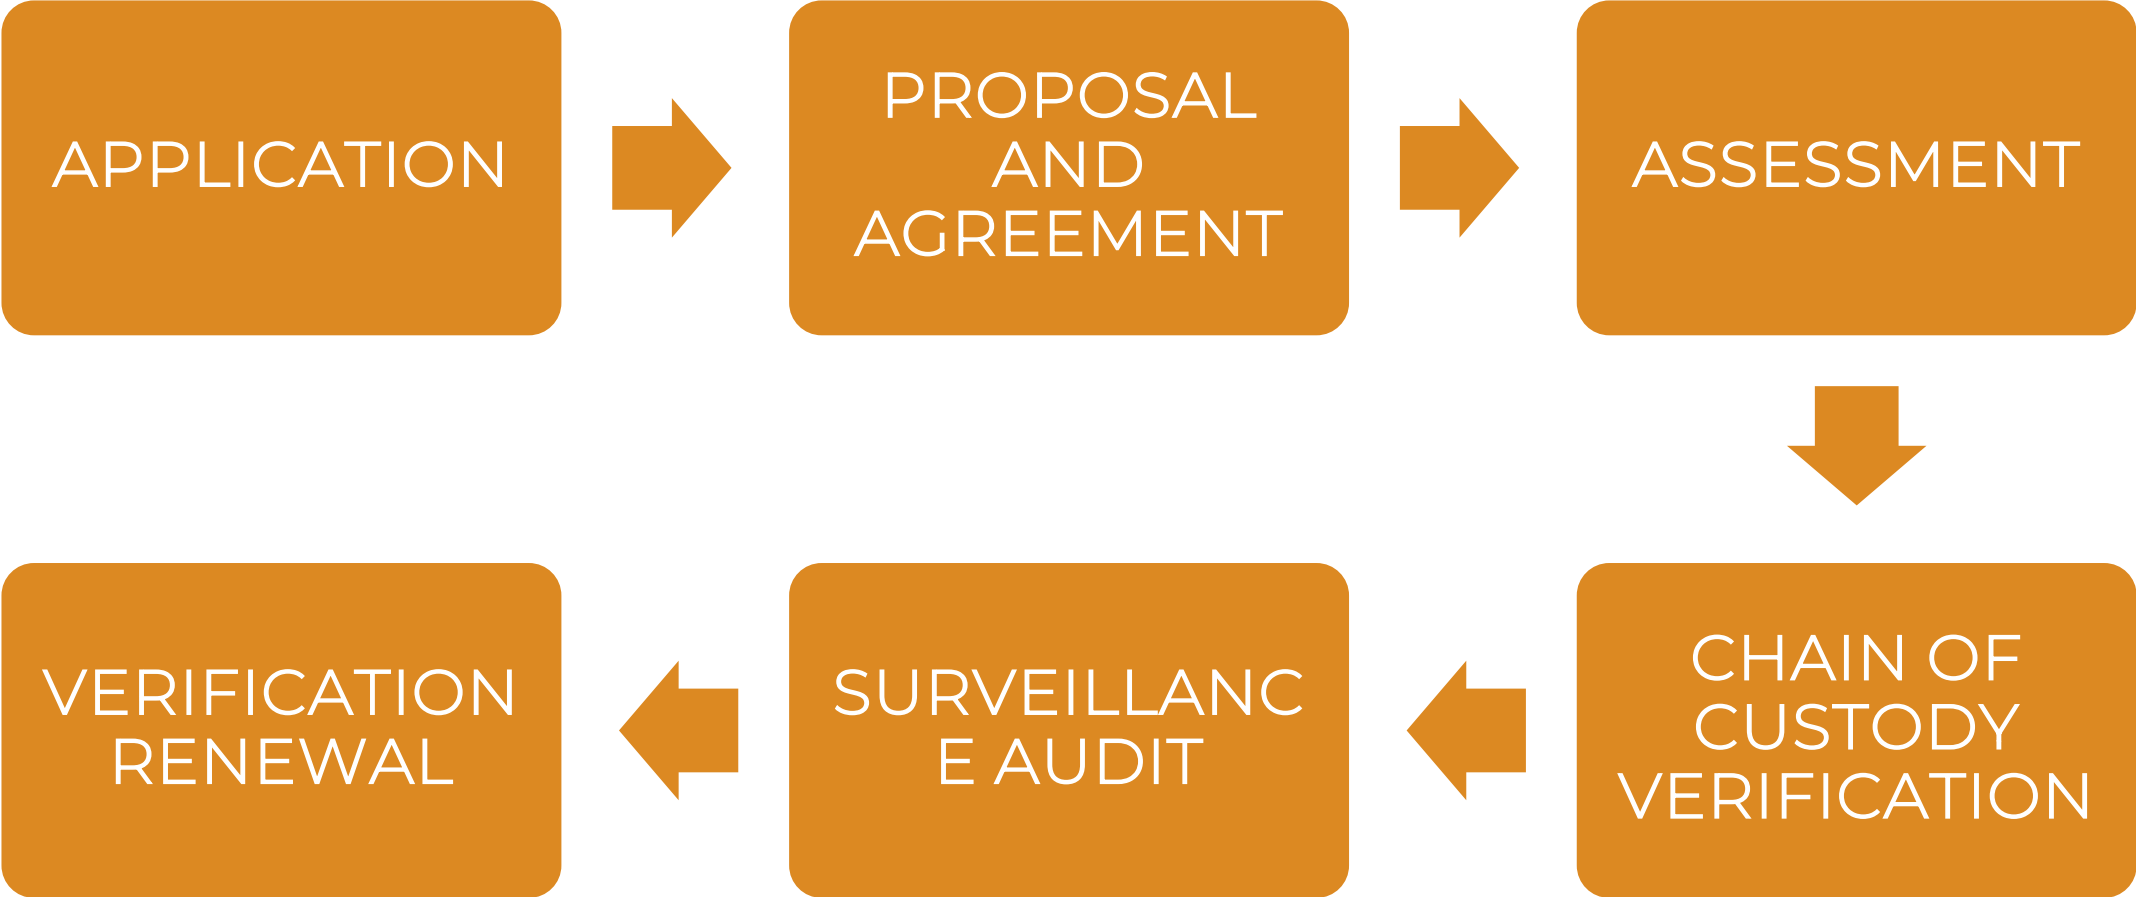 APPLICATION
PROPOSAL
AND
AGREEMENT
ASSESSMENT
CHAIN OF
CUSTODY
VERIFICATION
SURVEILLANC
E AUDIT
VERIFICATION
RENEWAL